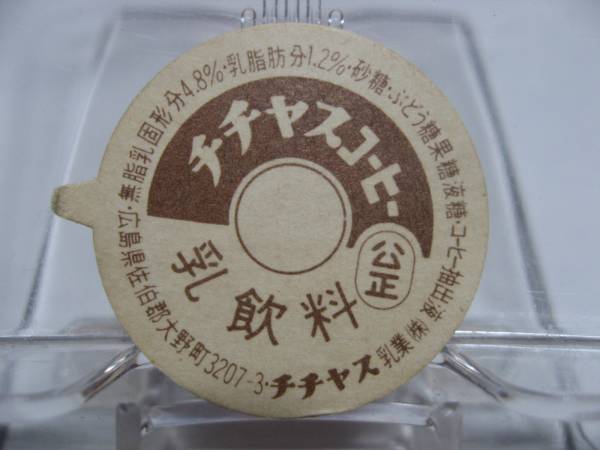 チチヤスコーヒー
乳飲料
公正
無脂乳固形分4.8%・乳脂肪分1.2%・砂糖・ぶどう糖果糖液糖・コーヒー抽出液
㈱チチヤス乳業・広島県佐伯郡大野町3207-3・